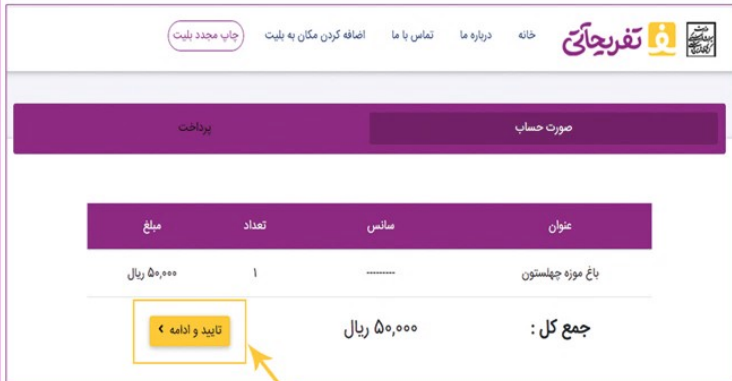 تفریحاتی
خانه
درباره ما
تماس با ما
اضافه کردن مکان به بلیت
چاپ مجدد بلیت
صورت حساب
پرداخت
عنوان سانس تعداد مبلغ
باغ موزه چهلستون --------- ۱ ۵۰,۰۰۰ ریال
جمع کل : ۵۰,۰۰۰ ریال
تایید و ادامه